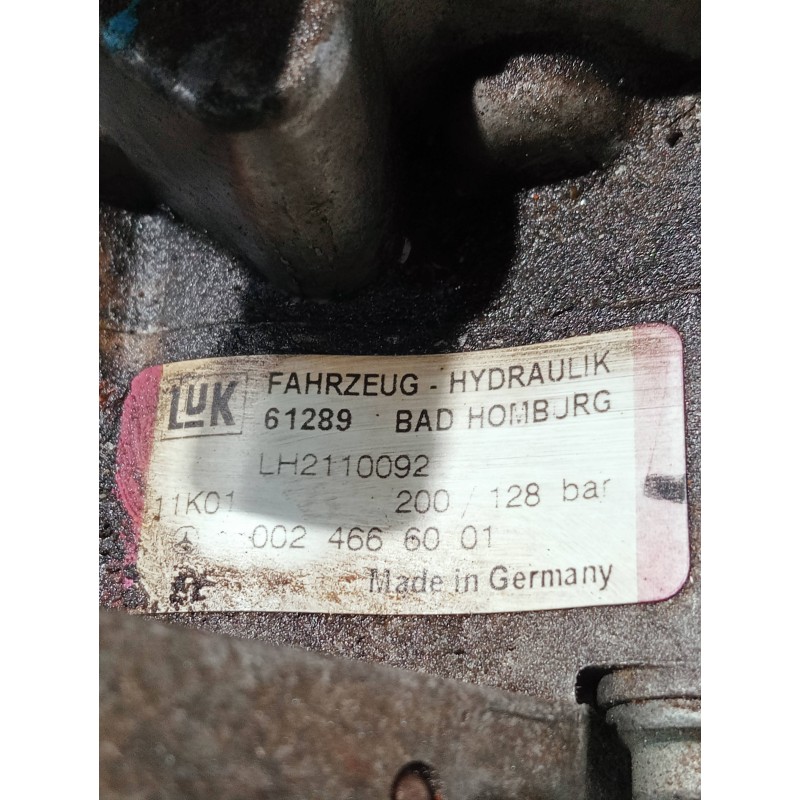 LuK FAHRZEUG - HYDRAULIK
61289 BAD HOMBURG
LH2110092
11K01 200 / 128 bar
002 466 60 01
Made in Germany